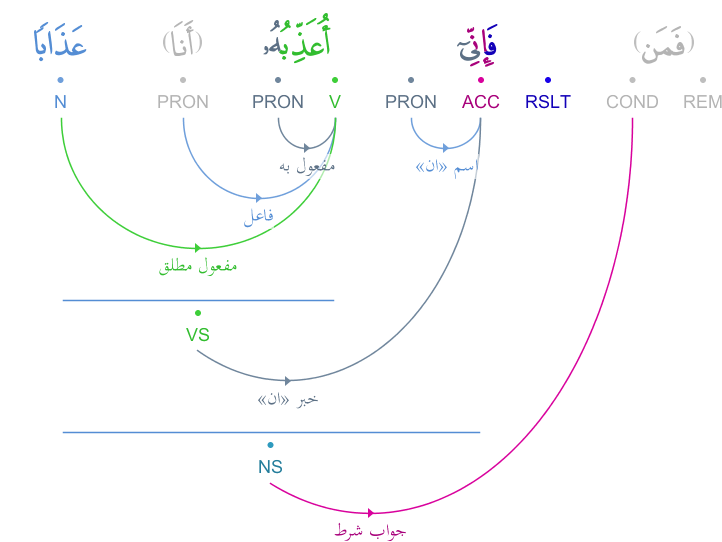 (فَمَن) فَإِنِّىٓ أُعَذِّبُهُۥ (أَنَا) عَذَابًا
REM COND RSLT ACC PRON V PRON PRON N
اسم «ان» مفعول به
فاعل
مفعول مطلق
VS
خبر «ان»
NS
جواب شرط